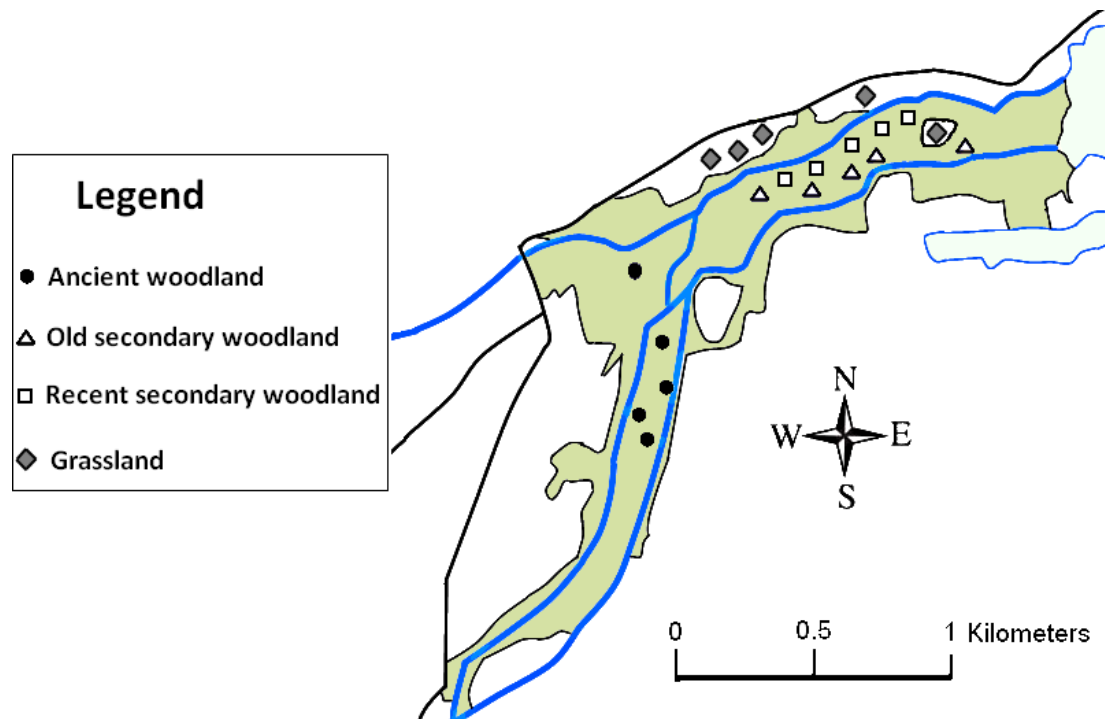 Legend
Ancient woodland
Old secondary woodland
Recent secondary woodland
Grassland
N
W E
S
0 0.5 1 Kilometers